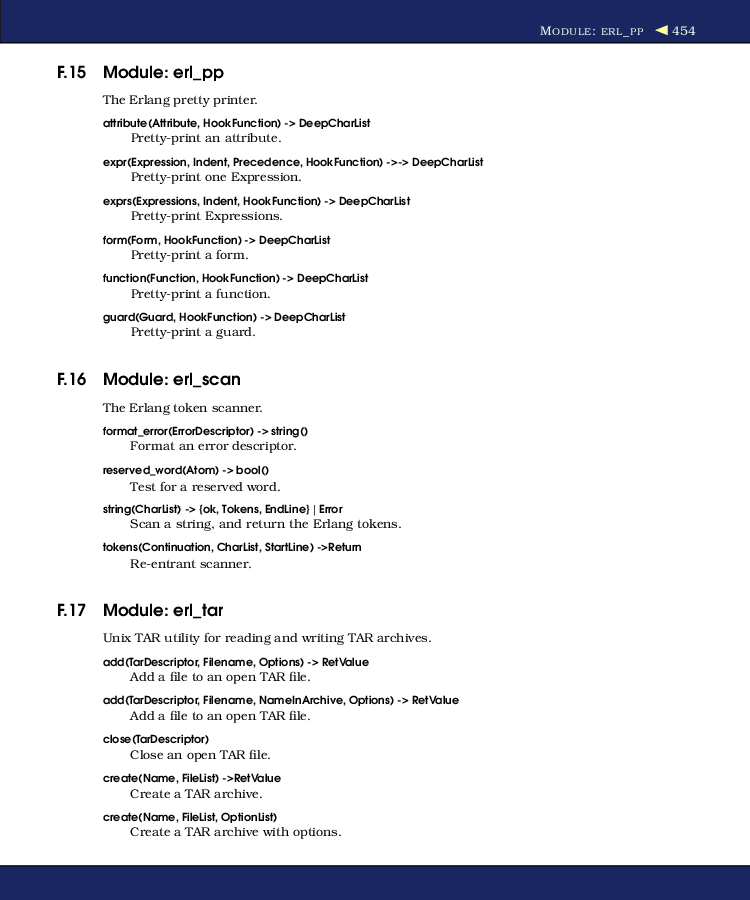 MODULE: ERL_PP ◀ 454
F.15 Module: erl_pp
The Erlang pretty printer.
attribute(Attribute, HookFunction) -> DeepCharList
Pretty-print an attribute.
expr(Expression, Indent, Precedence, HookFunction) ->-> DeepCharList
Pretty-print one Expression.
exprs(Expressions, Indent, HookFunction) -> DeepCharList
Pretty-print Expressions.
form(Form, HookFunction) -> DeepCharList
Pretty-print a form.
function(Function, HookFunction) -> DeepCharList
Pretty-print a function.
guard(Guard, HookFunction) -> DeepCharList
Pretty-print a guard.
F.16 Module: erl_scan
The Erlang token scanner.
format_error(ErrorDescriptor) -> string()
Format an error descriptor.
reserved_word(Atom) -> bool()
Test for a reserved word.
string(CharList) -> {ok, Tokens, EndLine} | Error
Scan a string, and return the Erlang tokens.
tokens(Continuation, CharList, StartLine) ->Return
Re-entrant scanner.
F.17 Module: erl_tar
Unix TAR utility for reading and writing TAR archives.
add(TarDescriptor, Filename, Options) -> RetValue
Add a file to an open TAR file.
add(TarDescriptor, Filename, NameInArchive, Options) -> RetValue
Add a file to an open TAR file.
close(TarDescriptor)
Close an open TAR file.
create(Name, FileList) ->RetValue
Create a TAR archive.
create(Name, FileList, OptionList)
Create a TAR archive with options.